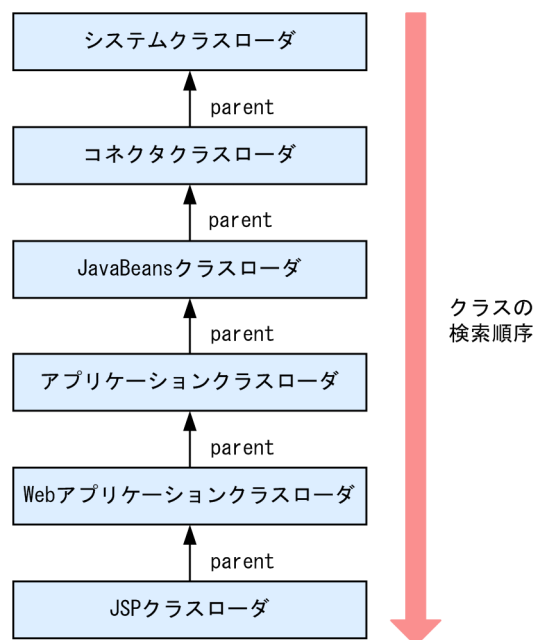 システムクラスローダ
parent
コネクタクラスローダ
parent
JavaBeansクラスローダ
parent
アプリケーションクラスローダ
parent
Webアプリケーションクラスローダ
parent
JSPクラスローダ
クラスの
検索順序